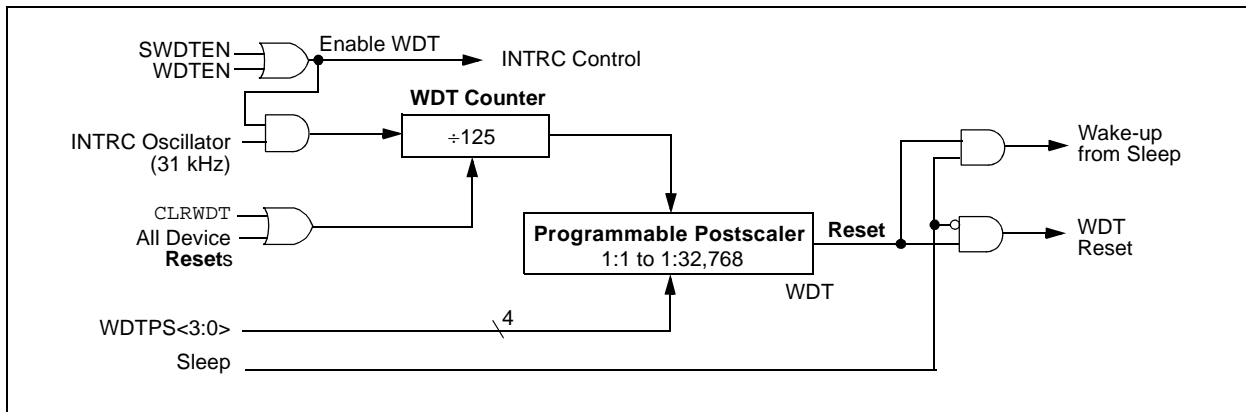 SWDTEN
WDTEN
Enable WDT
INTRC Control
WDT Counter
÷125
INTRC Oscillator
(31 kHz)
Wake-up
from Sleep
CLRWDT
All Device
Resets
Programmable Postscaler
1:1 to 1:32,768
Reset
WDT
Reset
WDT
4
WDTPS<3:0>
Sleep